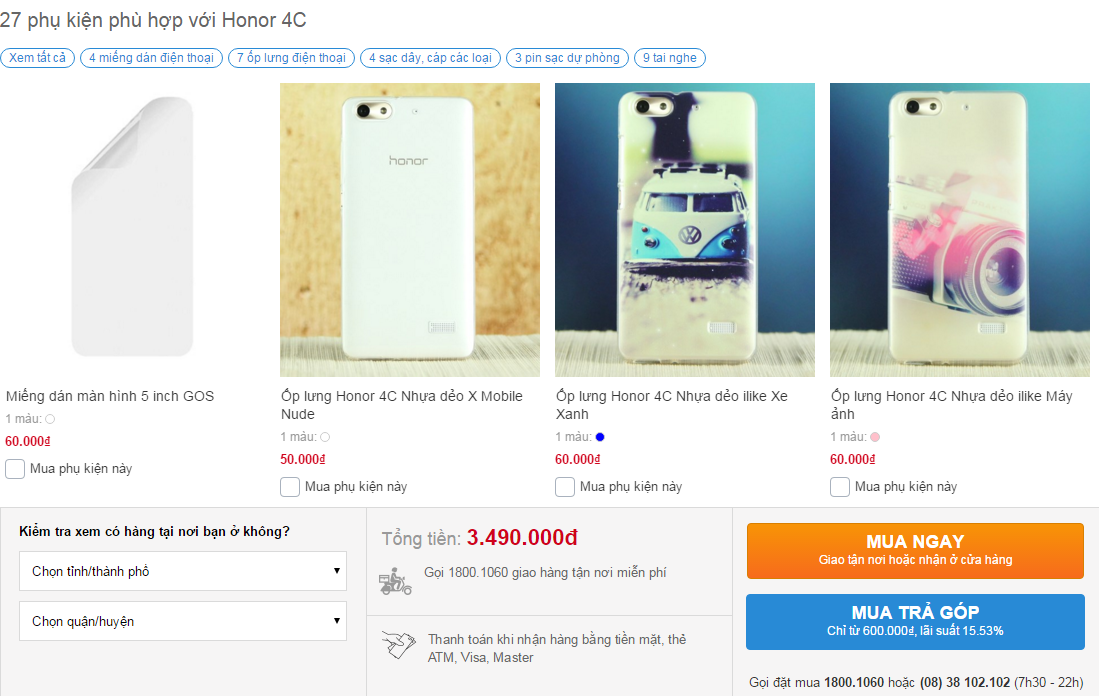 27 phụ kiện phù hợp với Honor 4C
Xem tất cả
4 miếng dán điện thoại
7 ốp lưng điện thoại
4 sạc dây, cáp các loại
3 pin sạc dự phòng
9 tai nghe
honor
Miếng dán màn hình 5 inch GOS
1 màu:
60.000₫
Mua phụ kiện này
Ốp lưng Honor 4C Nhựa dẻo X Mobile
Nude
1 màu:
50.000₫
Mua phụ kiện này
Ốp lưng Honor 4C Nhựa dẻo ilike Xe
Xanh
1 màu:
60.000₫
Mua phụ kiện này
Ốp lưng Honor 4C Nhựa dẻo ilike Máy
ảnh
1 màu:
60.000₫
Mua phụ kiện này
Kiểm tra xem có hàng tại nơi bạn ở không?
Chọn tỉnh/thành phố
Chọn quận/huyện
Tổng tiền: 3.490.000đ
Gọi 1800.1060 giao hàng tận nơi miễn phí
Thanh toán khi nhận hàng bằng tiền mặt, thẻ
ATM, Visa, Master
MUA NGAY
Giao tận nơi hoặc nhận ở cửa hàng
MUA TRẢ GÓP
Chỉ từ 600.000₫, lãi suất 15.53%
Gọi đặt mua 1800.1060 hoặc (08) 38 102.102 (7h30 - 22h)